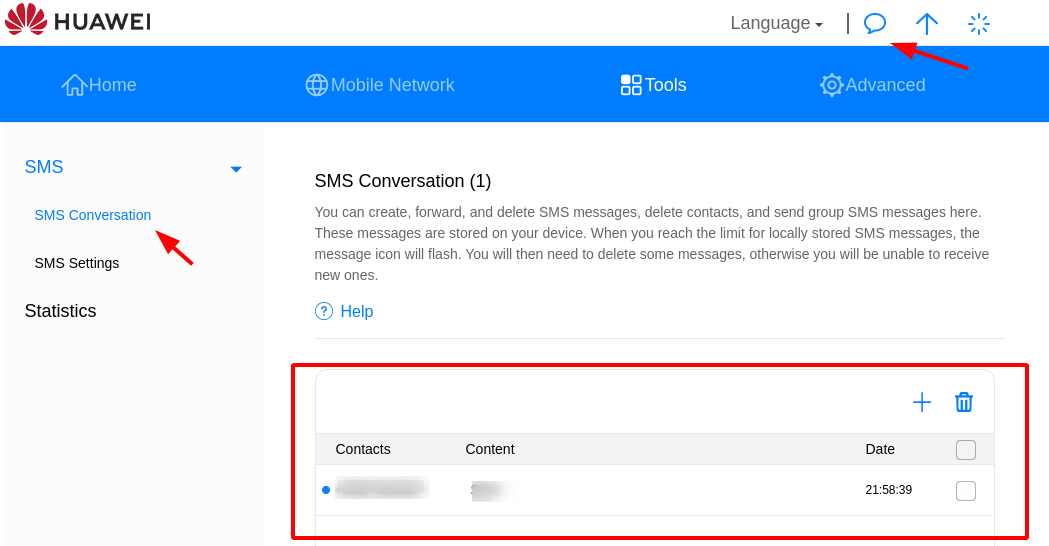 HUAWEI
Language
Home
Mobile Network
Tools
Advanced
SMS
SMS Conversation
SMS Settings
Statistics
SMS Conversation (1)
You can create, forward, and delete SMS messages, delete contacts, and send group SMS messages here.
These messages are stored on your device. When you reach the limit for locally stored SMS messages, the
message icon will flash. You will then need to delete some messages, otherwise you will be unable to receive
new ones.
? Help
Contacts Content Date
21:58:39